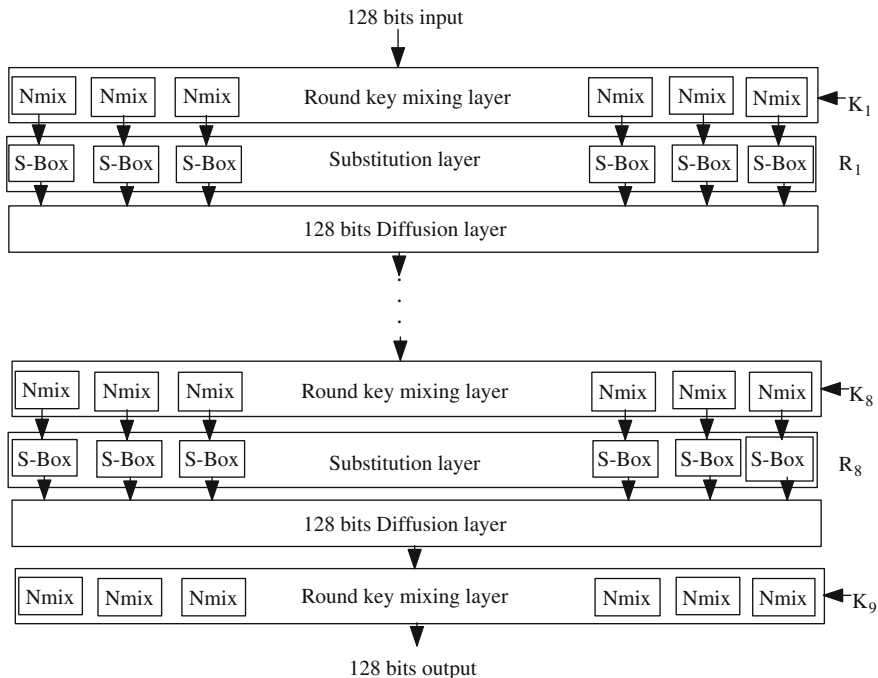 128 bits input
Nmix Nmix Nmix Round key mixing layer Nmix Nmix Nmix K1
S-Box S-Box S-Box Substitution layer S-Box S-Box S-Box R1
128 bits Diffusion layer
Nmix Nmix Nmix Round key mixing layer Nmix Nmix Nmix K8
S-Box S-Box S-Box Substitution layer S-Box S-Box S-Box R8
128 bits Diffusion layer
Nmix Nmix Nmix Round key mixing layer Nmix Nmix Nmix K9
128 bits output